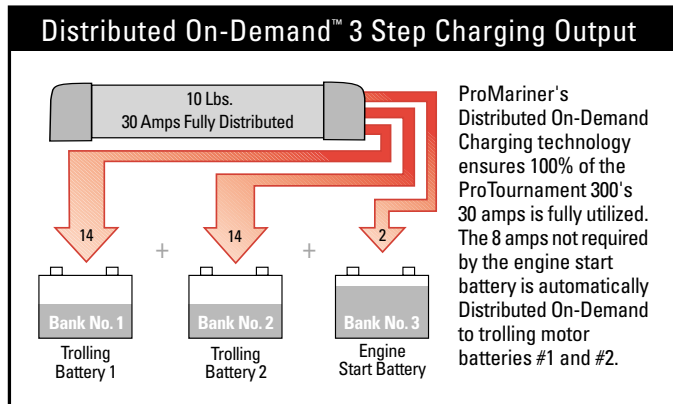 Distributed On-Demand™ 3 Step Charging Output
10 Lbs.
30 Amps Fully Distributed
14
+
14
+
2
Bank No. 1
Bank No. 2
Bank No. 3
Trolling
Battery 1
Trolling
Battery 2
Engine
Start Battery
ProMariner's
Distributed On-Demand
Charging technology
ensures 100% of the
ProTournament 300's
30 amps is fully utilized.
The 8 amps not required
by the engine start
battery is automatically
Distributed On-Demand
to trolling motor
batteries #1 and #2.